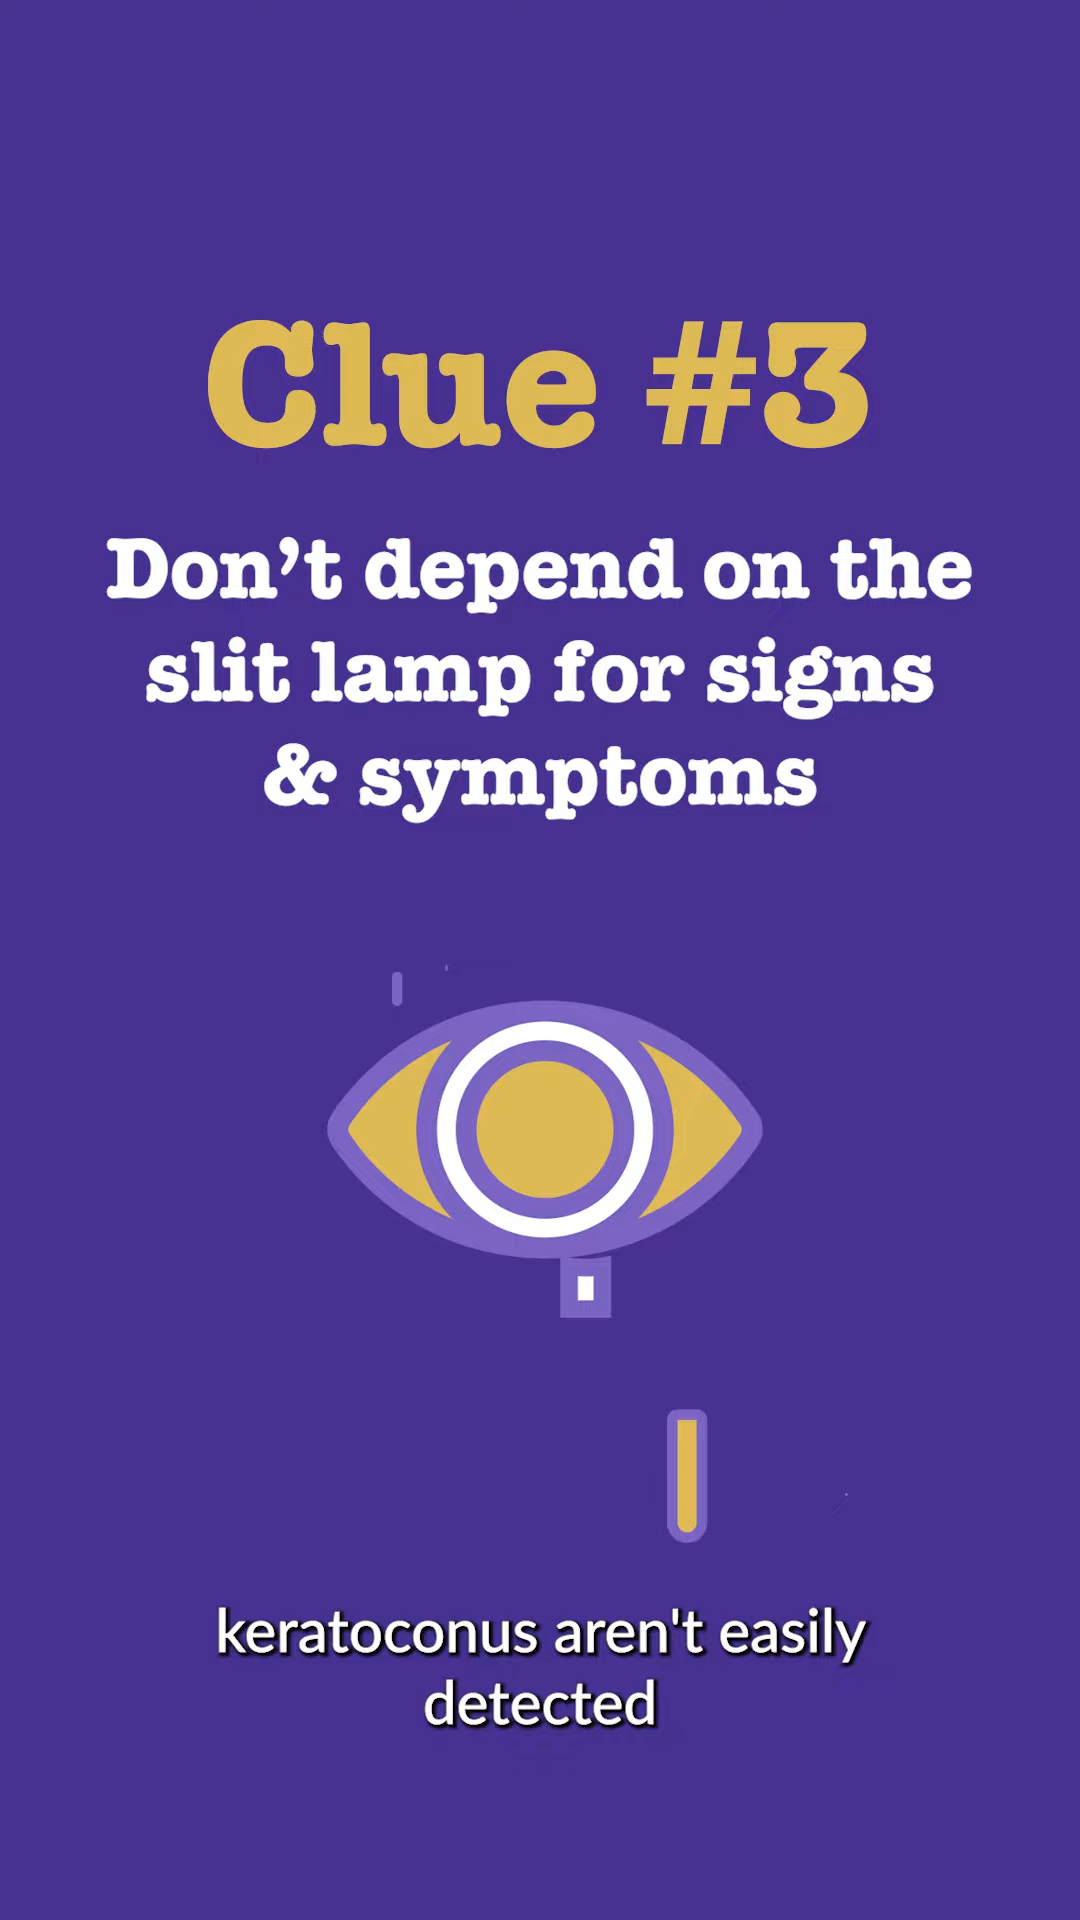 Clue #3
Don’t depend on the
slit lamp for signs
& symptoms
keratoconus aren't easily
detected